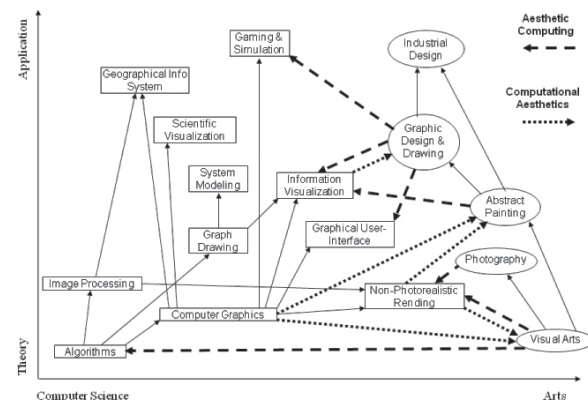 Application
Theory
Computer Science
Arts
Aesthetic
Computing
Computational
Aesthetics
Gaming &
Simulation
Industrial
Design
Geographical Info
System
Scientific
Visualization
Graphic
Design &
Drawing
System
Modeling
Information
Visualization
Abstract
Painting
Graph
Drawing
Graphical User-
Interface
Photography
Image Processing
Non-Photorealistic
Rending
Computer Graphics
Algorithms
Visual Arts